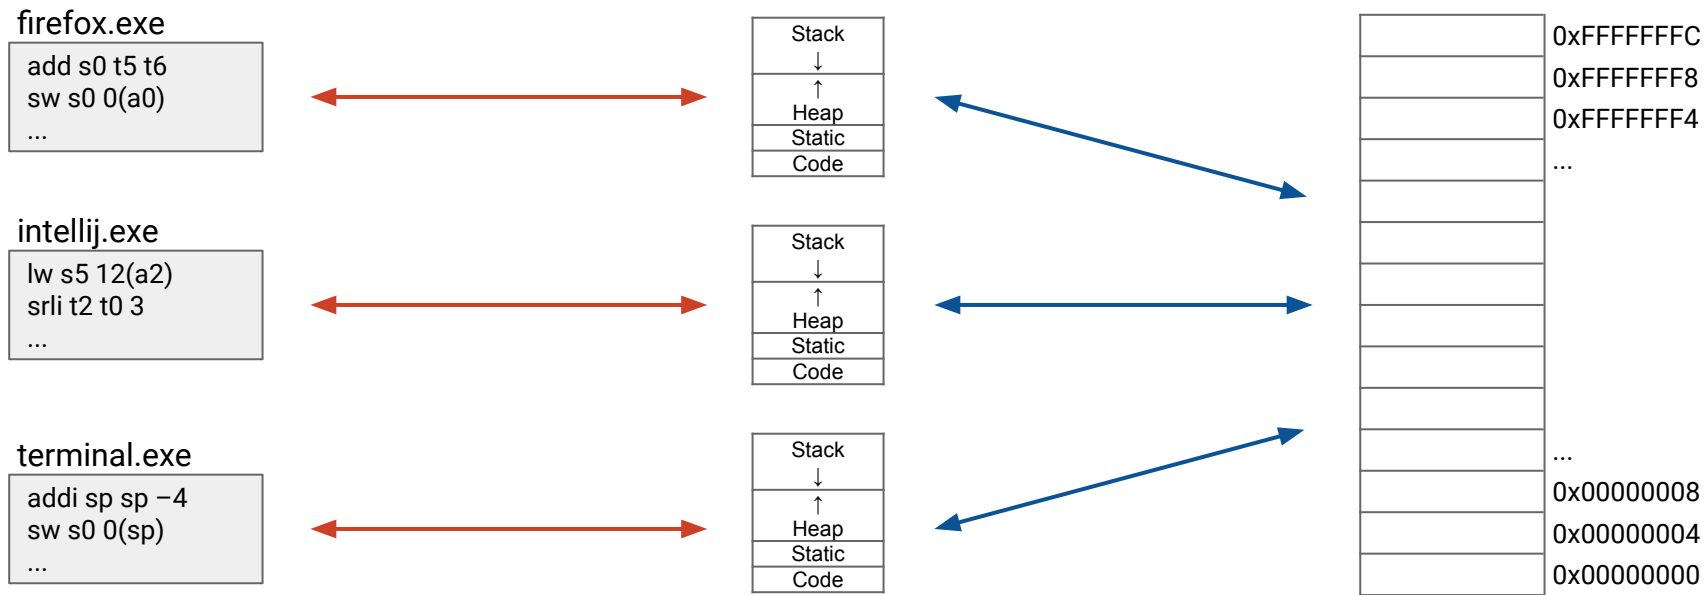 firefox.exe
add s0 t5 t6
sw s0 0(a0)
...
Stack
↓
↑
Heap
Static
Code
intellij.exe
lw s5 12(a2)
srli t2 t0 3
...
Stack
↓
↑
Heap
Static
Code
terminal.exe
addi sp sp –4
sw s0 0(sp)
...
Stack
↓
↑
Heap
Static
Code
0xFFFFFFFC
0xFFFFFFF8
0xFFFFFFF4
...
...
0x00000008
0x00000004
0x00000000